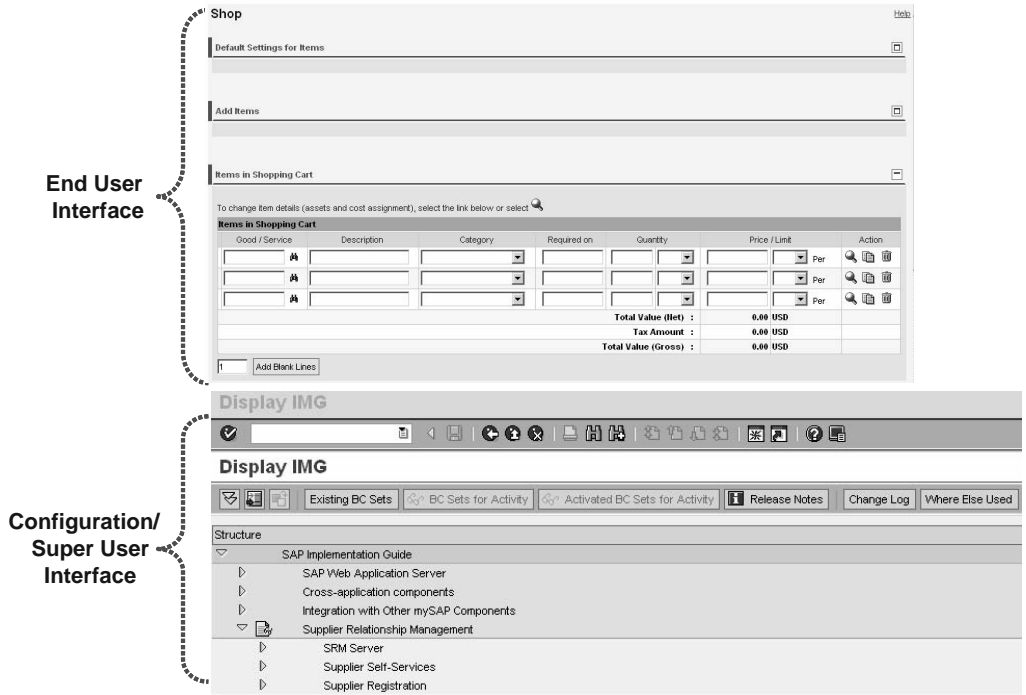 Shop
Help
Default Settings for Items
Add Items
Items in Shopping Cart
End User
Interface
To change item details (assets and cost assignment), select the link below or select
Items in Shopping Cart
Good / Service Description Category Required on Quantity Price / Limit Action
Per
Per
Per
Total Value (Net) : 0.00 USD
Tax Amount : 0.00 USD
Total Value (Gross) : 0.00 USD
1 Add Blank Lines
Display IMG
Display IMG
Existing BC Sets BC Sets for Activity Activated BC Sets for Activity Release Notes Change Log Where Else Used
Configuration/
Super User
Interface
Structure
SAP Implementation Guide
SAP Web Application Server
Cross-application components
Integration with Other mySAP Components
Supplier Relationship Management
SRM Server
Supplier Self-Services
Supplier Registration